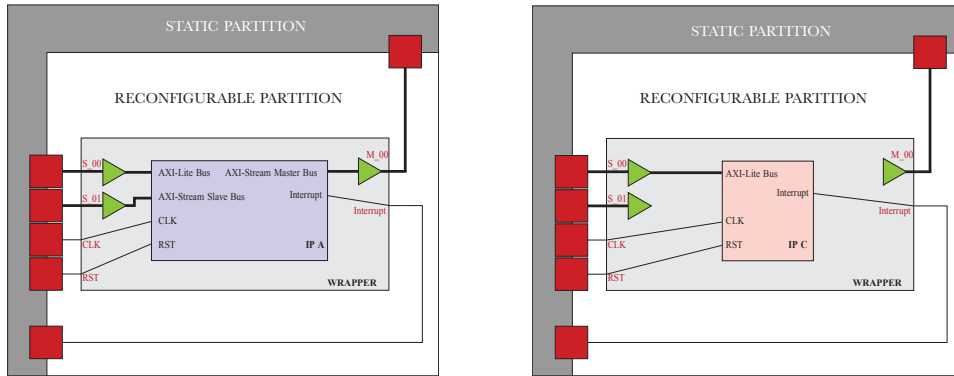 STATIC PARTITION
RECONFIGURABLE PARTITION
M_00
S_00
AXI-Lite Bus AXI-Stream Master Bus
S_01
AXI-Stream Slave Bus
Interrupt
Interrupt
CLK
CLK
RST
IP A
RST
WRAPPER
STATIC PARTITION
RECONFIGURABLE PARTITION
M_00
S_00
AXI-Lite Bus
S_01
Interrupt
Interrupt
CLK
CLK
RST
IP C
RST
WRAPPER